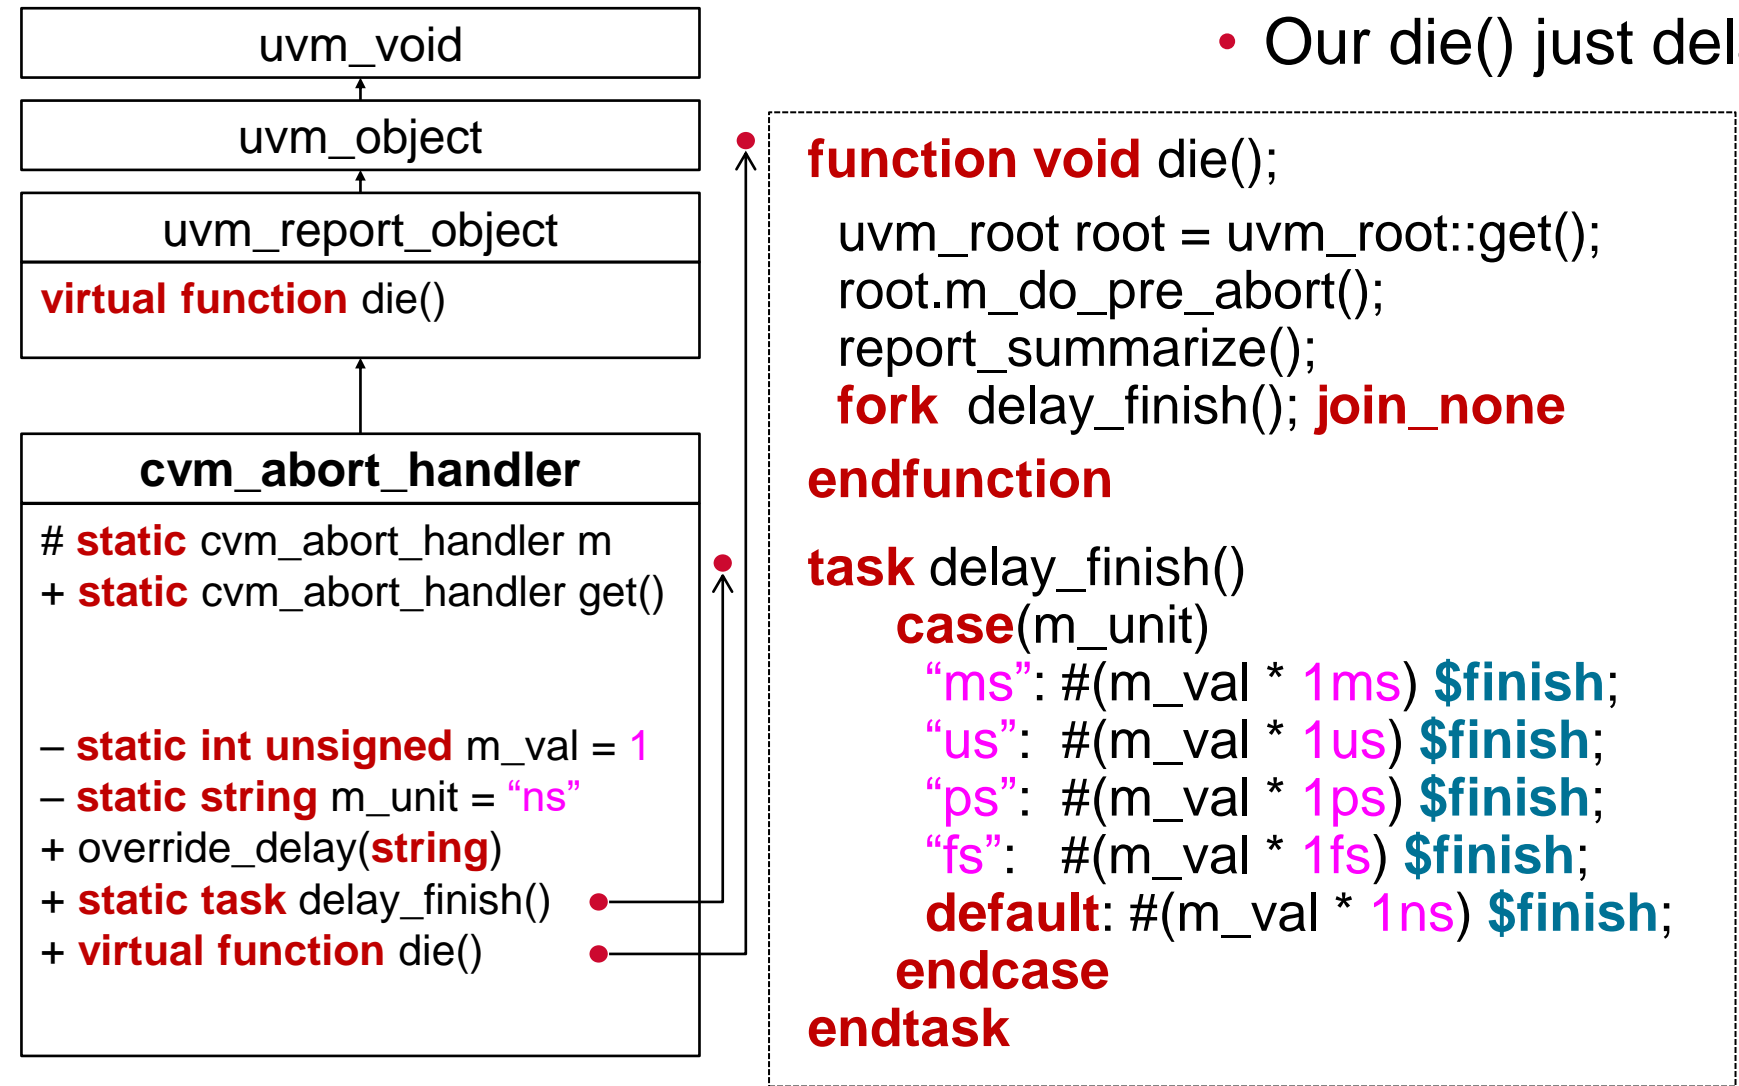 uvm_void
uvm_object
uvm_report_object
virtual function die()
cvm_abort_handler
# static cvm_abort_handler m
+ static cvm_abort_handler get()
– static int unsigned m_val = 1
– static string m_unit = “ns”
+ override_delay(string)
+ static task delay_finish()
+ virtual function die()
• Our die() just
function void die();
uvm_root root = uvm_root::get();
root.m_do_pre_abort();
report_summarize();
fork delay_finish(); join_none
endfunction
task delay_finish()
case(m_unit)
“ms”: #(m_val * 1ms) $finish;
“us”: #(m_val * 1us) $finish;
“ps”: #(m_val * 1ps) $finish;
“fs”: #(m_val * 1fs) $finish;
default: #(m_val * 1ns) $finish;
endcase
endtask